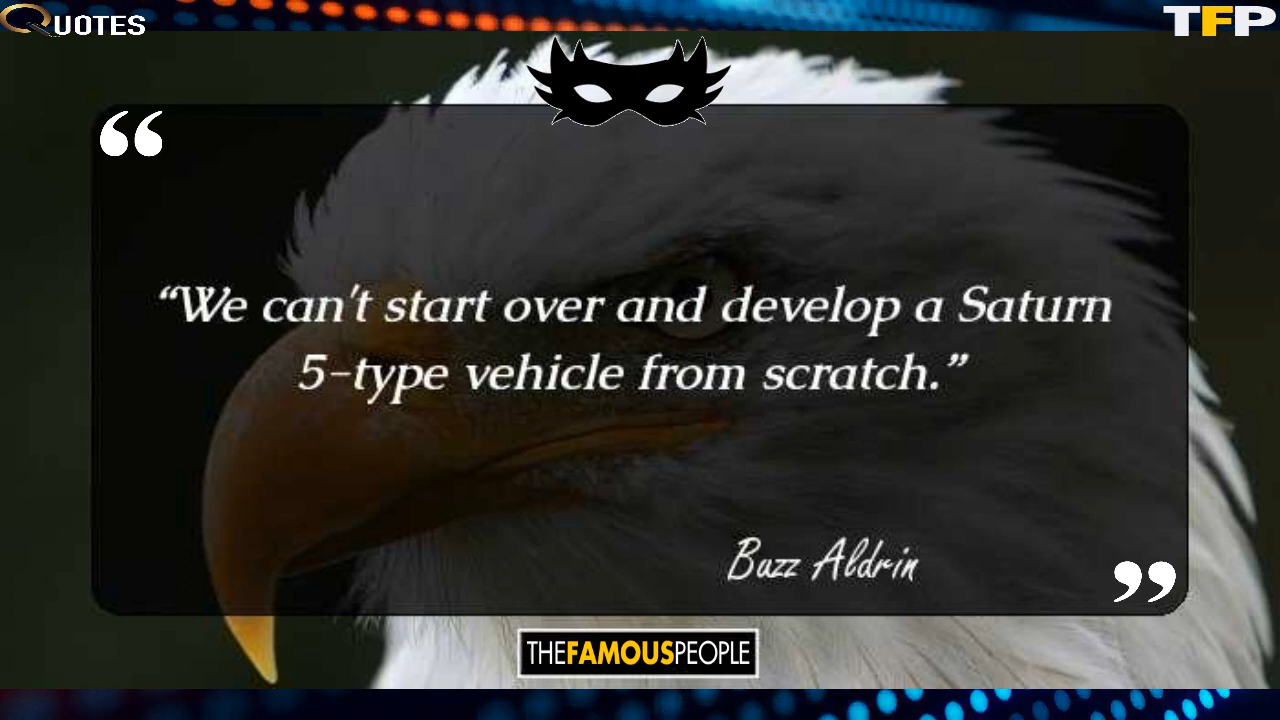 QUOTES
TFP
“
“We can't start over and develop a Saturn
5-type vehicle from scratch.”
Buzz Aldrin
”
THEFAMOUSPEOPLE